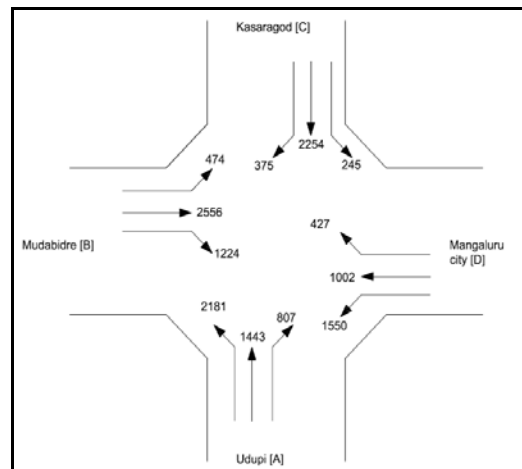 Kasaragod [C]
2254
474
375
245
2556
427
Mudabidre [B]
1224
Mangaluru
city [D]
1002
2181
807
1550
1443
Udupi [A]